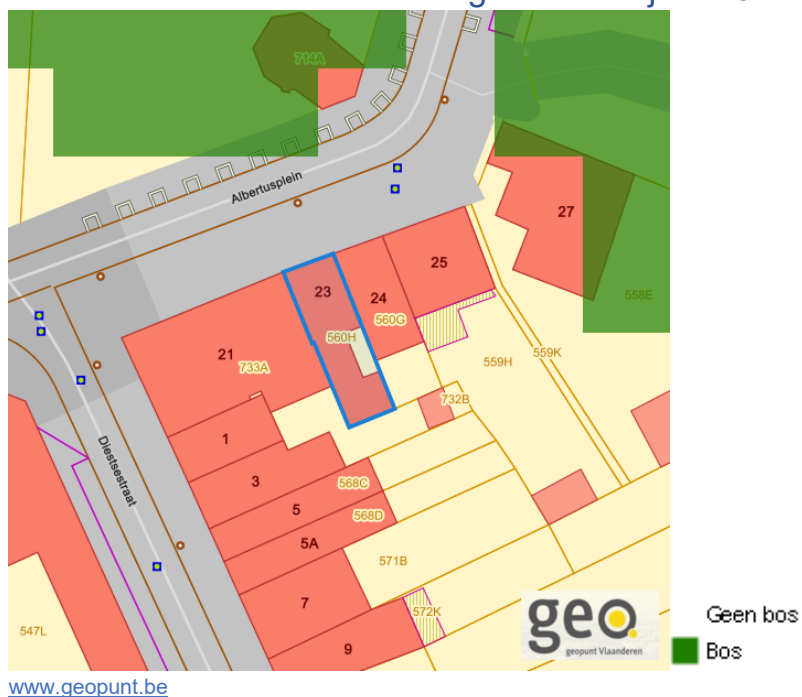 714A
Albertusplein
27
25
23
24
558E
560G
560H
21
733A
559H
559K
732B
1
3
568C
5
568D
5A
571B
7
572K
9
547L
Diestsestraat
geo.
geopunt Vlaanderen
Geen bos
Bos
www.geopunt.be